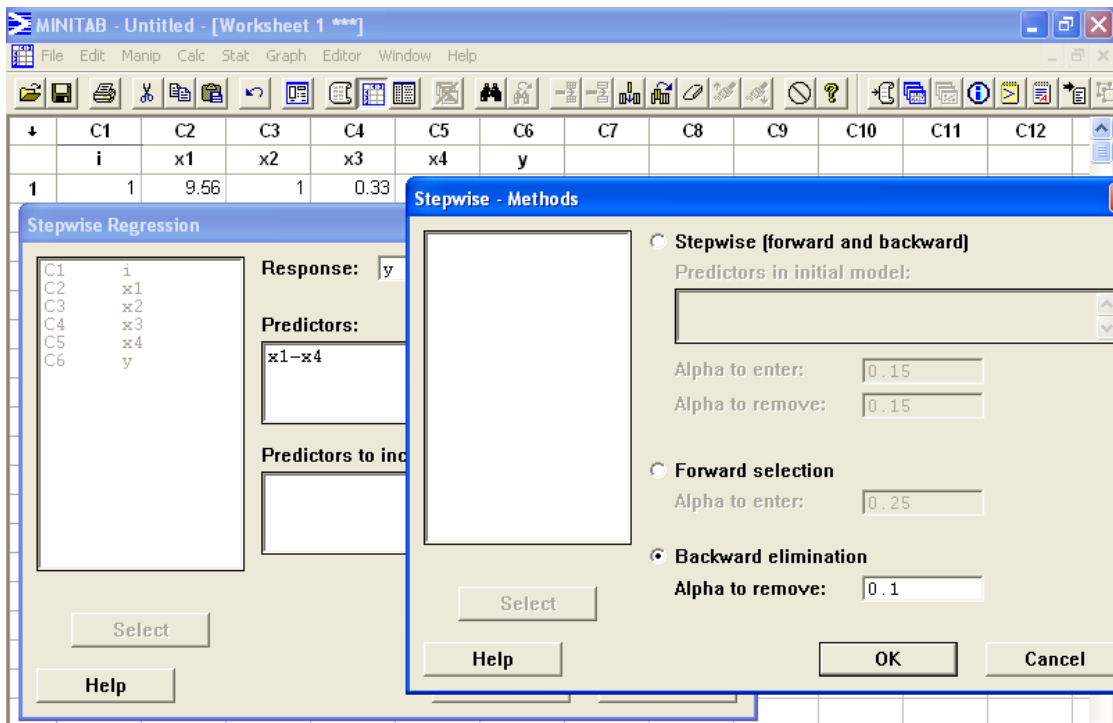 MINITAB - Untitled - [Worksheet 1 ***]
File Edit Manip Calc Stat Graph Editor Window Help
↓ C1 C2 C3 C4 C5 C6 C7 C8 C9 C10 C11 C12
i x1 x2 x3 x4 y
1 1 9.56 1 0.33
Stepwise Regression
C1 i
C2 x1
C3 x2
C4 x3
C5 x4
C6 y
Response: y
Predictors:
x1-x4
Predictors to inc
Select
Help
Stepwise - Methods
Stepwise (forward and backward)
Predictors in initial model:
Alpha to enter: 0.15
Alpha to remove: 0.15
Forward selection
Alpha to enter: 0.25
Backward elimination
Alpha to remove: 0.1
Select
Help OK Cancel